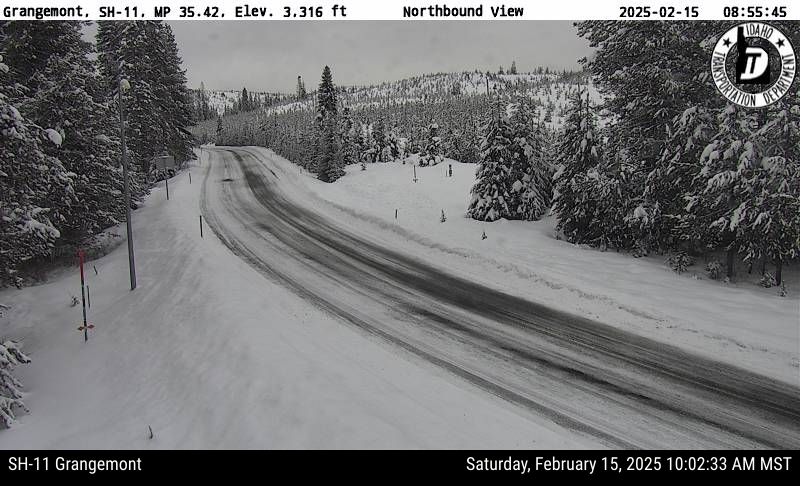 Grangemont, SH-11, MP 35.42, Elev. 3,316 ft Northbound View 2025-02-15 08:55:45
IDAHO
TRANSPORTATION DEPARTMENT
SH-11 Grangemont Saturday, February 15, 2025 10:02:33 AM MST